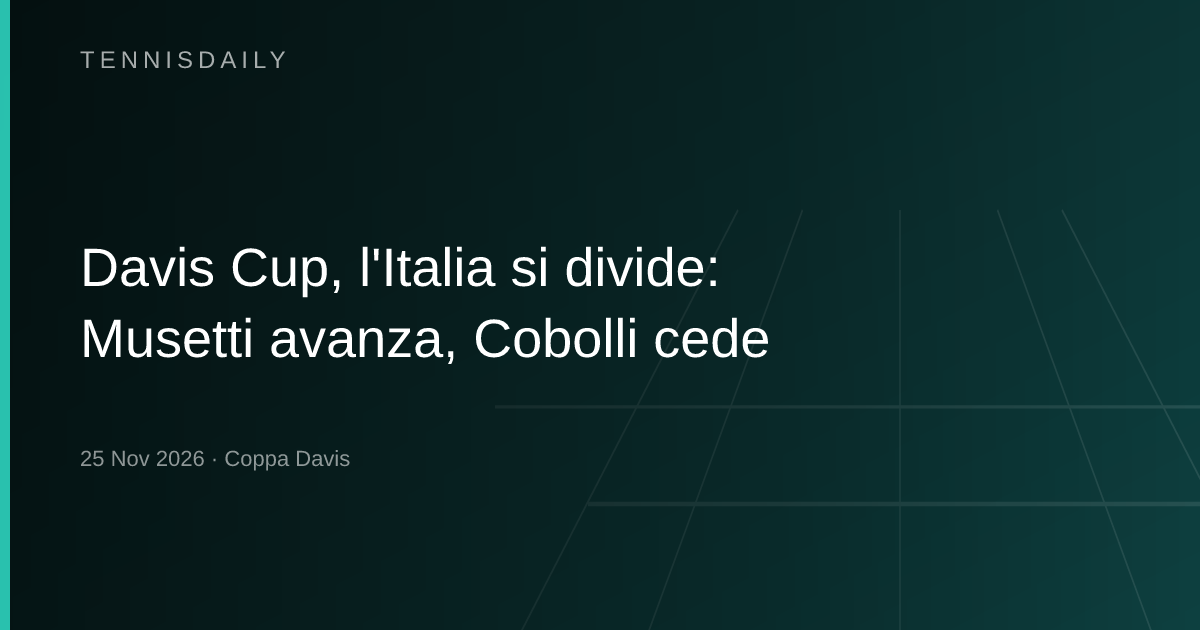 TENNISDAILY
Davis Cup, l'Italia si divide:
Musetti avanza, Cobolli cede
25 Nov 2026 · Coppa Davis